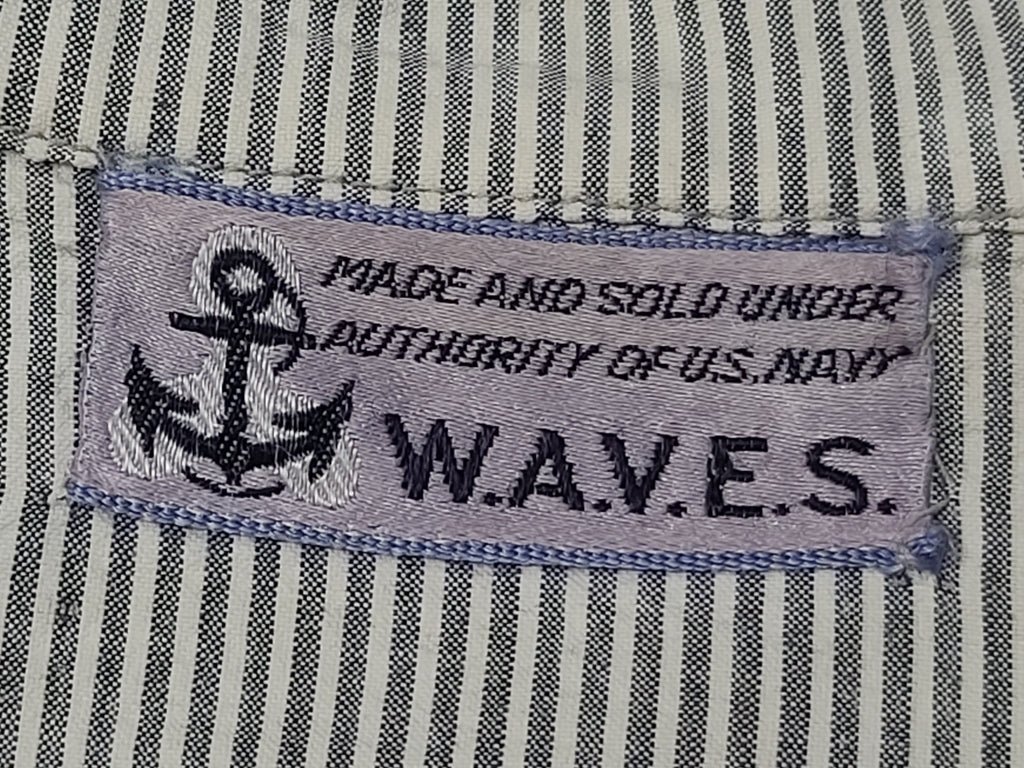 MADE AND SOLD UNDER
AUTHORITY OF U.S. NAVY
W.A.V.E.S.